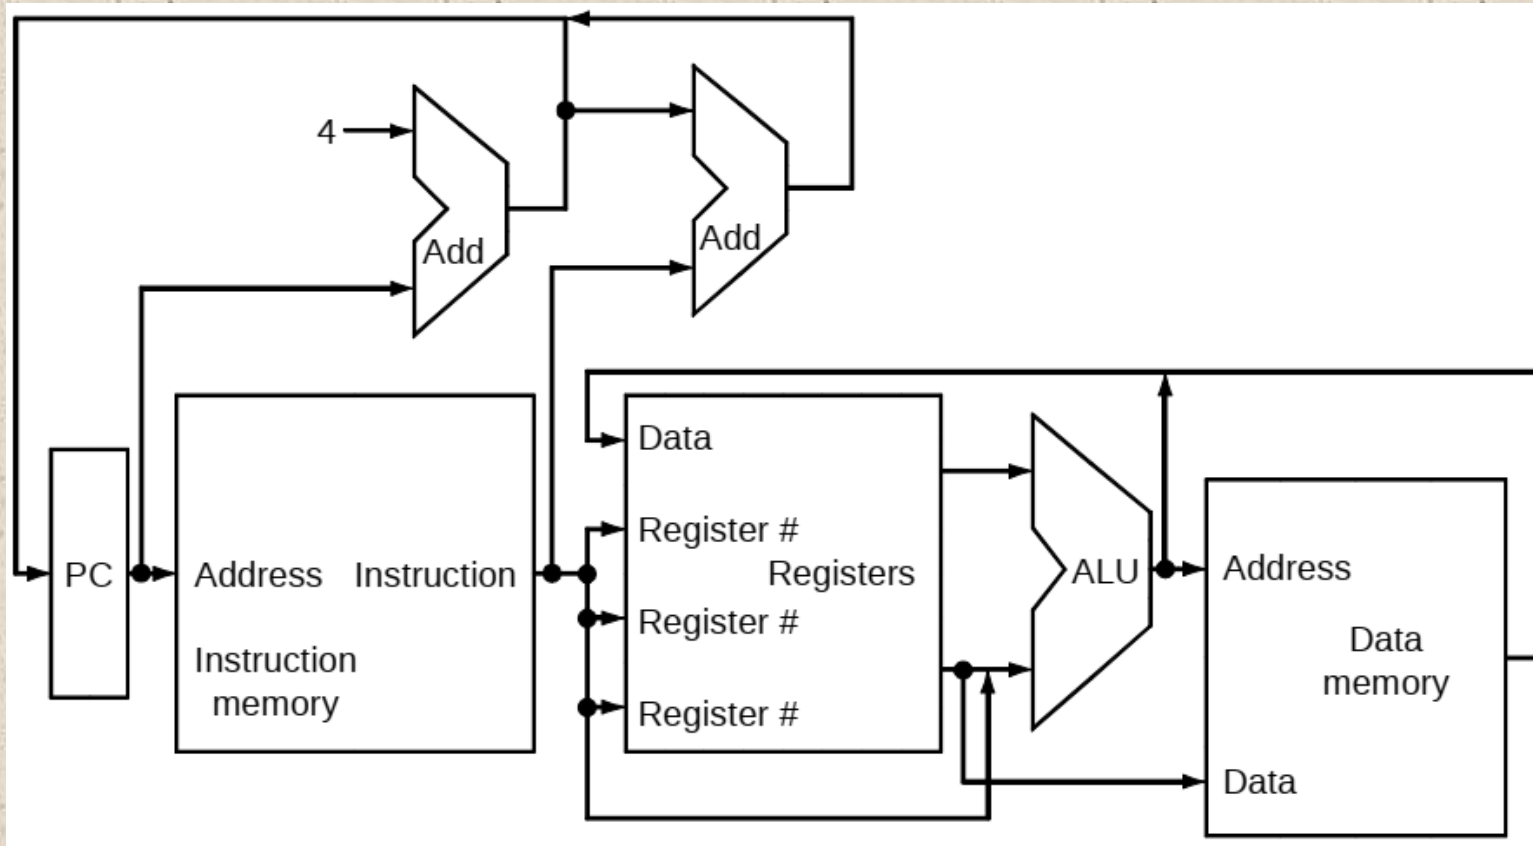 4
Add
Add
PC
Address
Instruction
Instruction
memory
Data
Register #
Registers
Register #
Register #
ALU
Address
Data
memory
Data